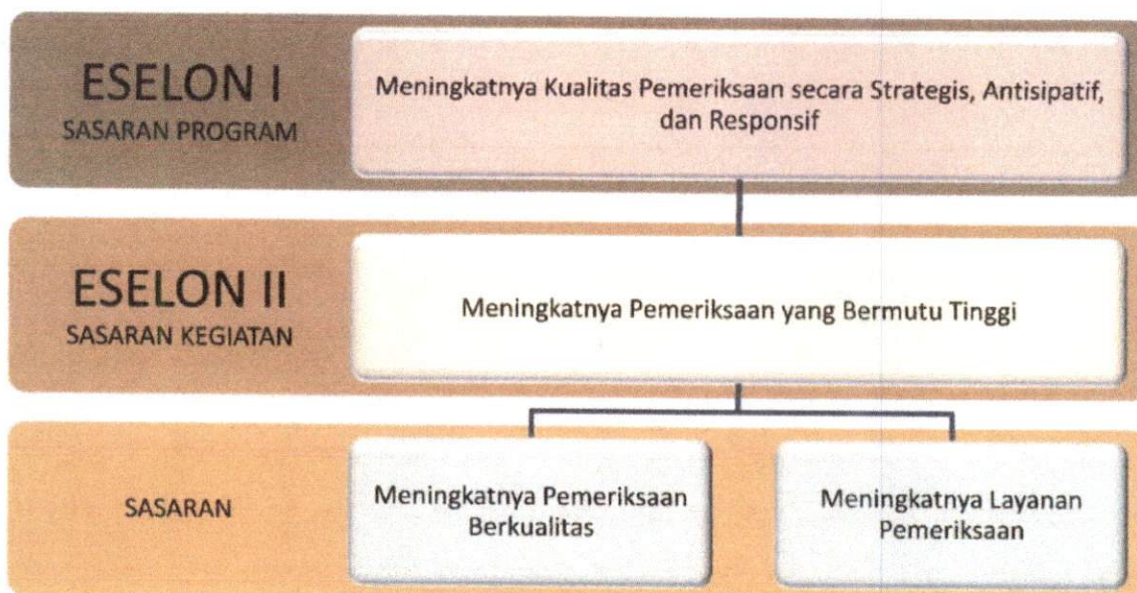 ESELON I
SASARAN PROGRAM
Meningkatnya Kualitas Pemeriksaan secara Strategis, Antisipatif,
dan Responsif
ESELON II
SASARAN KEGIATAN
Meningkatnya Pemeriksaan yang Bermutu Tinggi
SASARAN
Meningkatnya Pemeriksaan
Berkualitas
Meningkatnya Layanan
Pemeriksaan